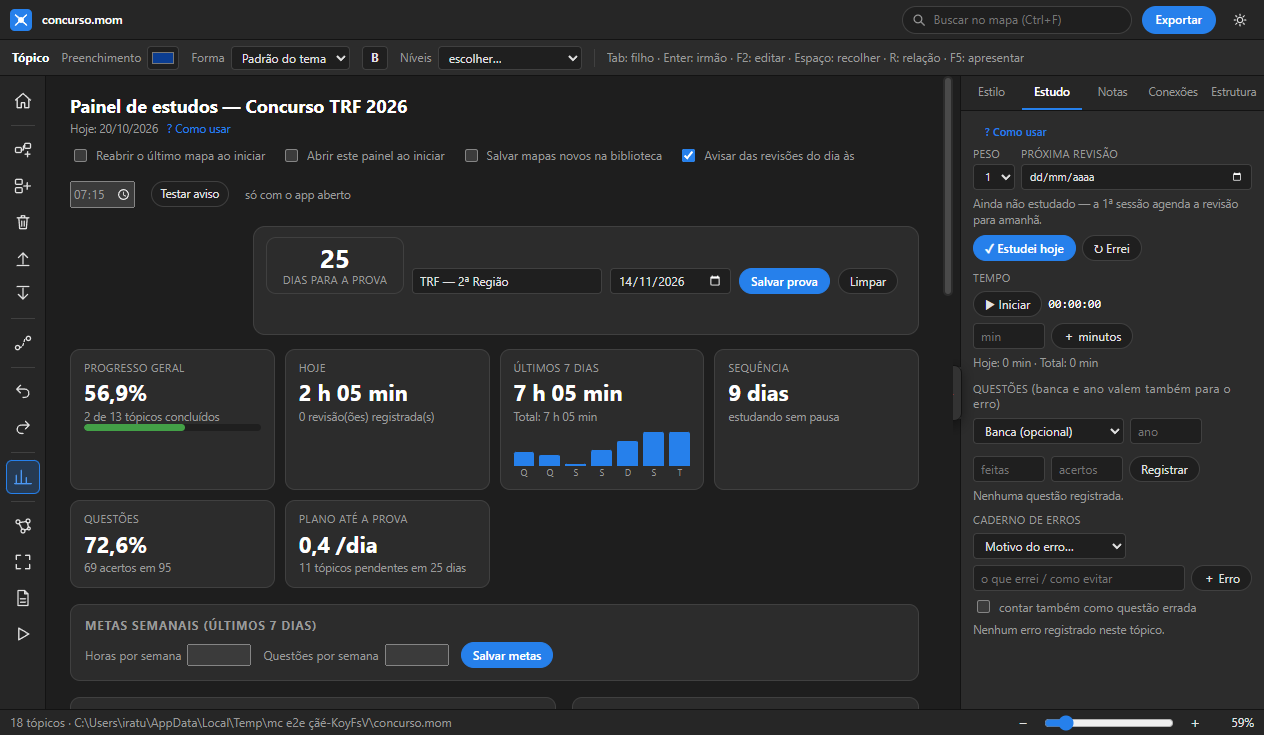 concurso.mom
Buscar no mapa (Ctrl+F)
Exportar
Tópico Preenchimento Forma Padrão do tema B Níveis escolher... Tab: filho · Enter: irmão · F2: editar · Espaço: recolher · R: relação · F5: apresentar
Painel de estudos — Concurso TRF 2026
Hoje: 20/10/2026 ? Como usar
Reabrir o último mapa ao iniciar Abrir este painel ao iniciar Salvar mapas novos na biblioteca Avisar das revisões do dia às
07:15 Testar aviso só com o app aberto
25
DIAS PARA A PROVA
TRF — 2ª Região 14/11/2026 Salvar prova Limpar
PROGRESSO GERAL
56,9%
2 de 13 tópicos concluídos
HOJE
2 h 05 min
0 revisão(ões) registrada(s)
ÚLTIMOS 7 DIAS
7 h 05 min
Total: 7 h 05 min
Q Q S S D S T
SEQUÊNCIA
9 dias
estudando sem pausa
QUESTÕES
72,6%
69 acertos em 95
PLANO ATÉ A PROVA
0,4 /dia
11 tópicos pendentes em 25 dias
METAS SEMANAIS (ÚLTIMOS 7 DIAS)
Horas por semana Questões por semana Salvar metas
Estilo Estudo Notas Conexões Estrutura
? Como usar
PESO PRÓXIMA REVISÃO
1 dd/mm/aaaa
Ainda não estudado — a 1ª sessão agenda a revisão
para amanhã.
✓ Estudei hoje ↻ Errei
TEMPO
▶ Iniciar 00:00:00
min + minutos
Hoje: 0 min · Total: 0 min
QUESTÕES (banca e ano valem também para o
erro)
Banca (opcional) ano
feitas acertos Registrar
Nenhuma questão registrada.
CADERNO DE ERROS
Motivo do erro...
o que errei / como evitar + Erro
contar também como questão errada
Nenhum erro registrado neste tópico.
18 tópicos · C:\Users\iratu\AppData\Local\Temp\mc e2e çãé-KoyFsV\concurso.mom
− + 59%